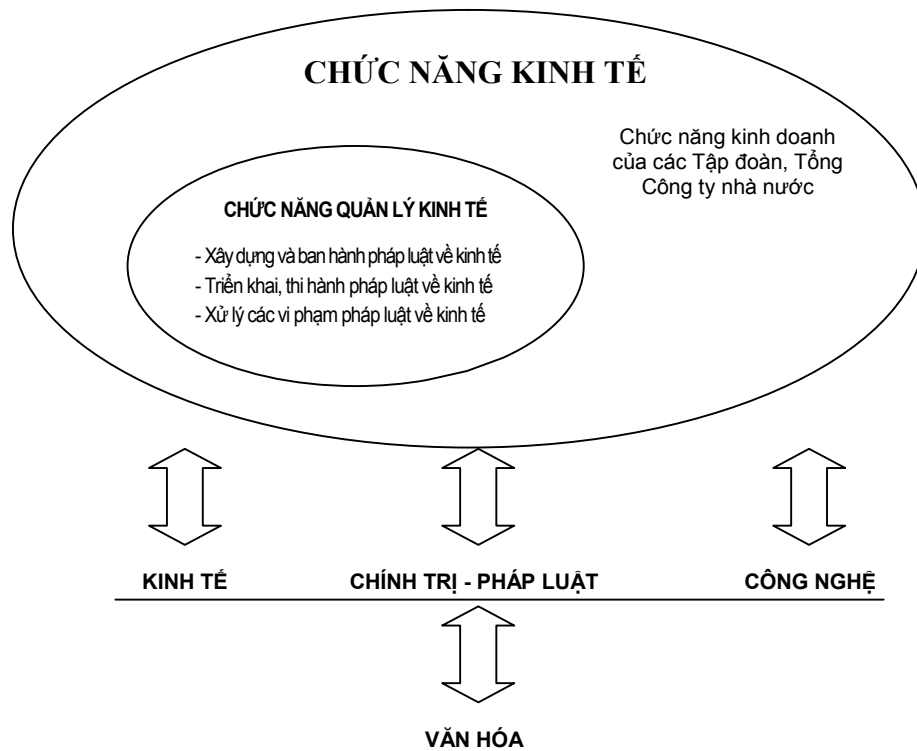 CHỨC NĂNG KINH TẾ
Chức năng kinh doanh
của các Tập đoàn, Tổng
Công ty nhà nước
CHỨC NĂNG QUẢN LÝ KINH TẾ
- Xây dựng và ban hành pháp luật về kinh tế
- Triển khai, thi hành pháp luật về kinh tế
- Xử lý các vi phạm pháp luật về kinh tế
KINH TẾ
CHÍNH TRỊ - PHÁP LUẬT
CÔNG NGHỆ
VĂN HÓA